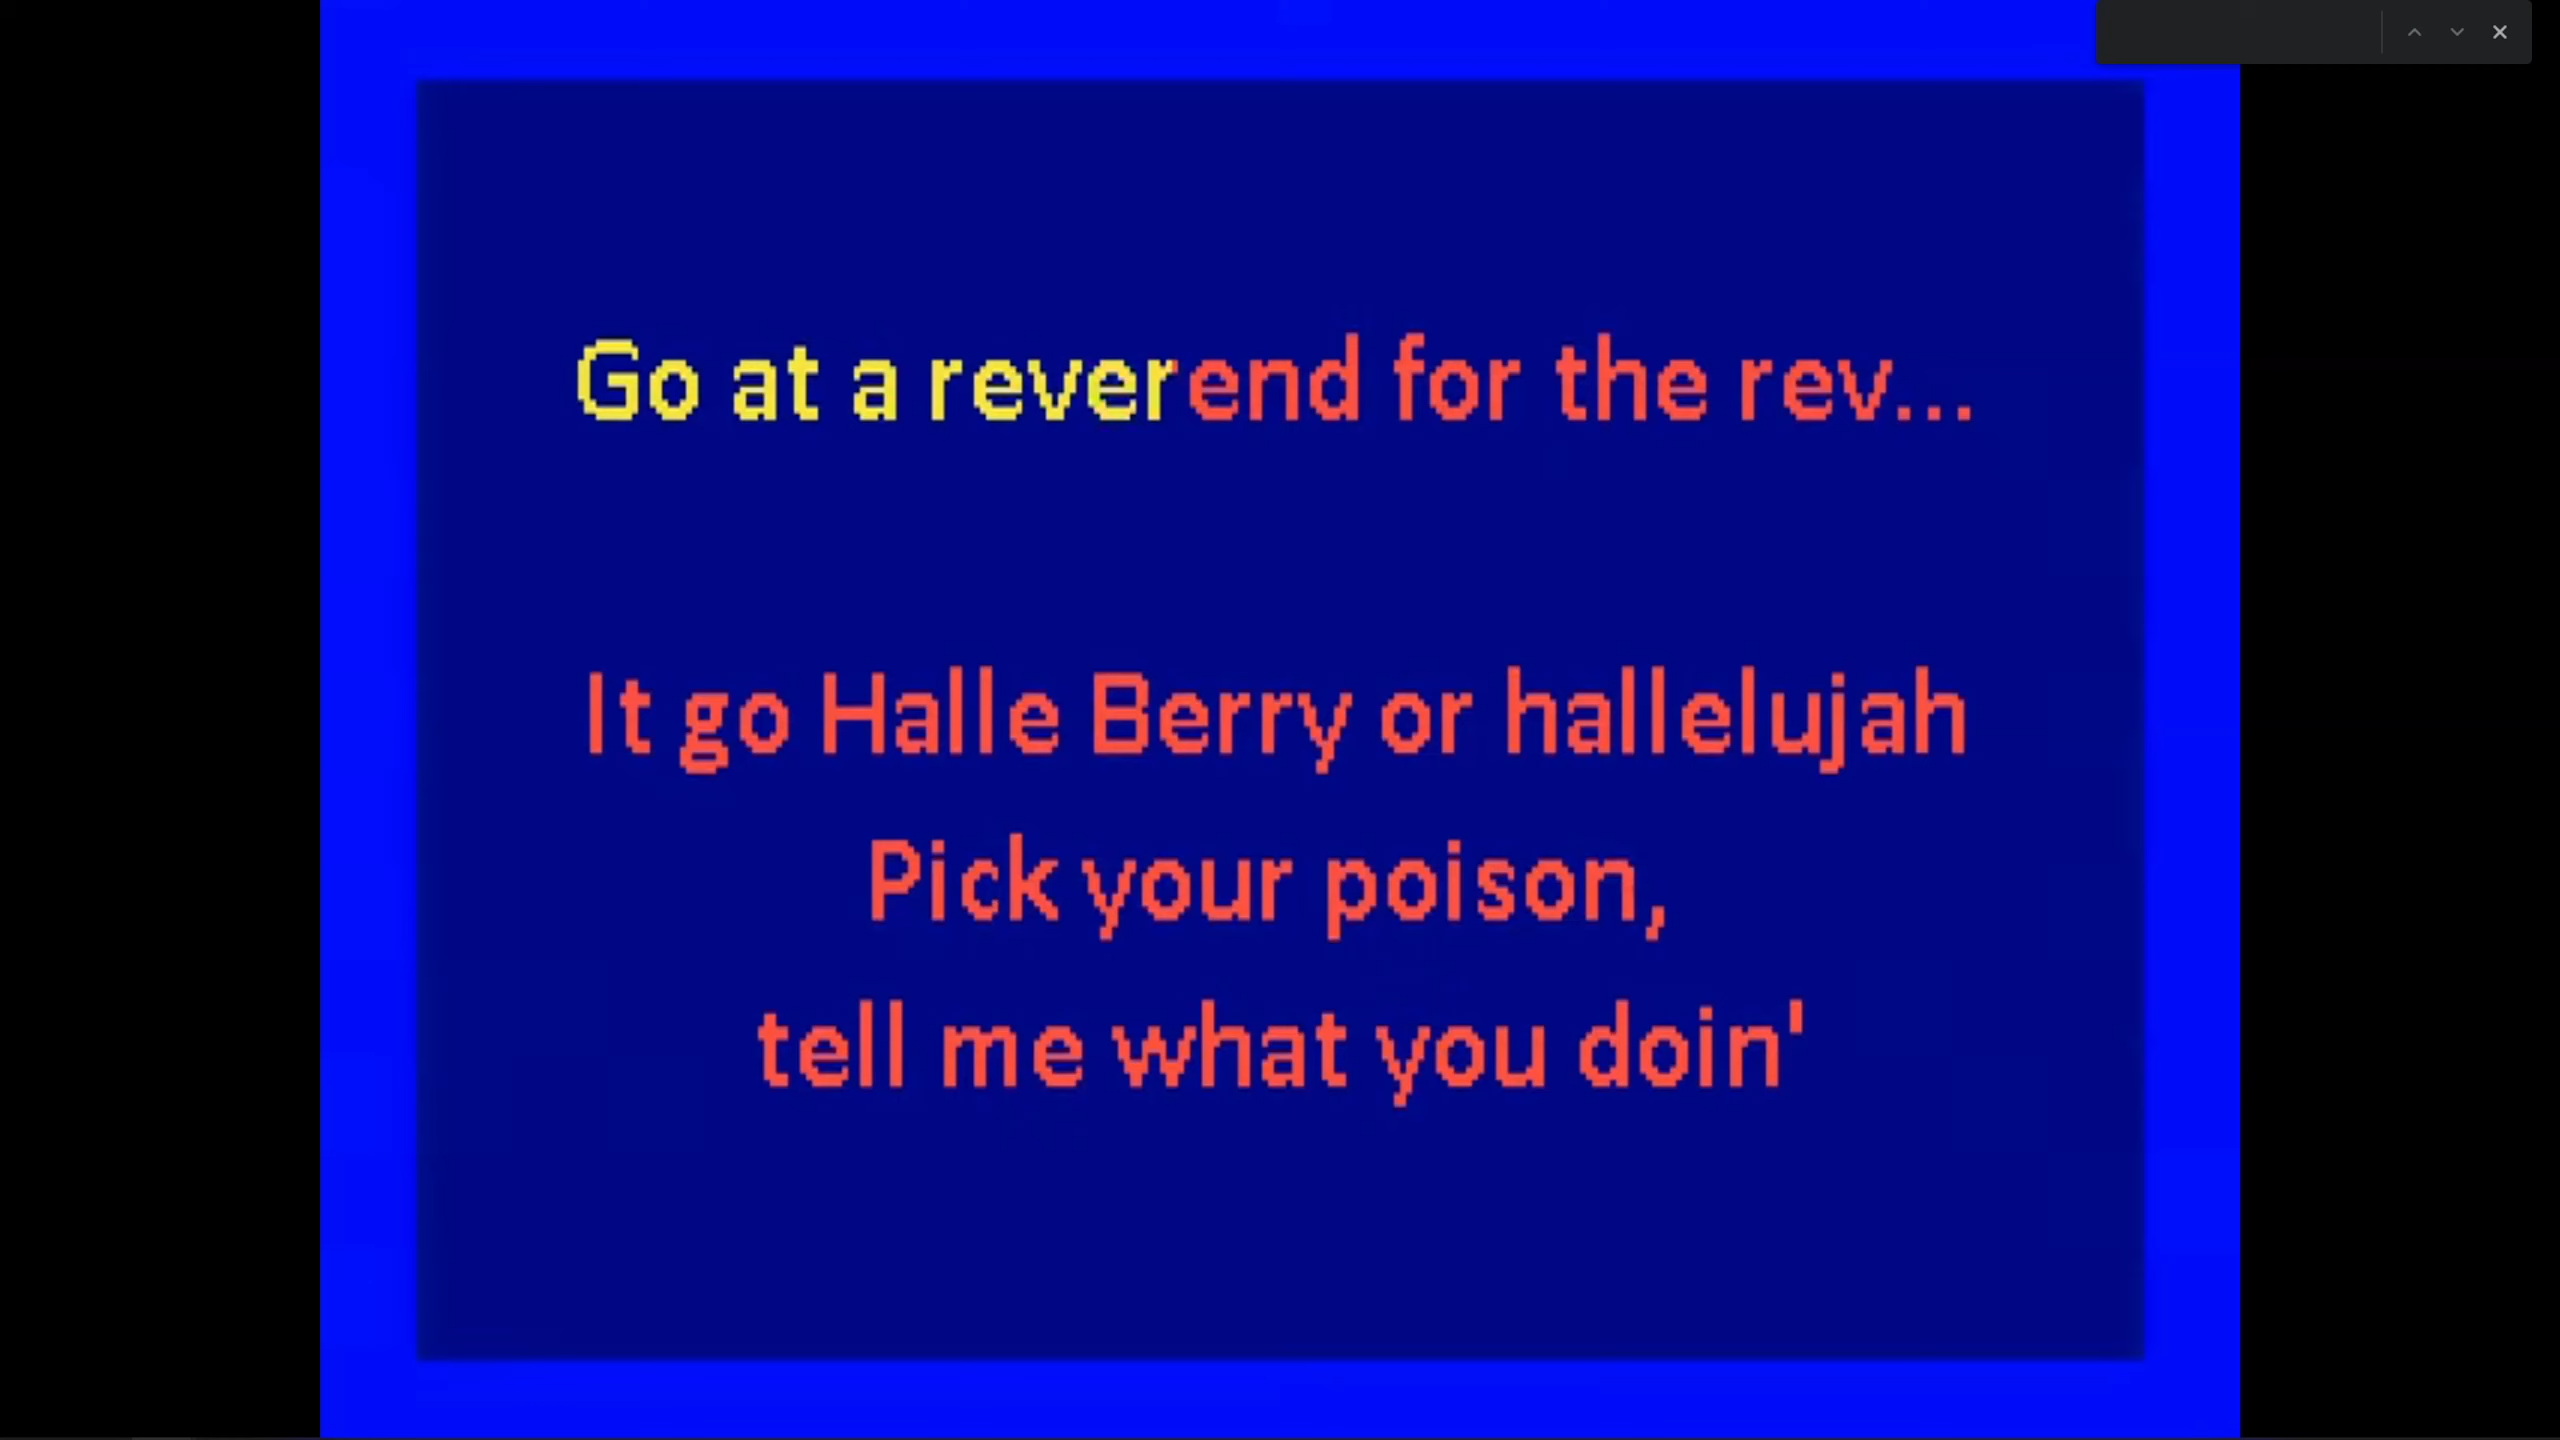 Go at a reverend for the rev...
It go Halle Berry or hallelujah
Pick your poison,
tell me what you doin'